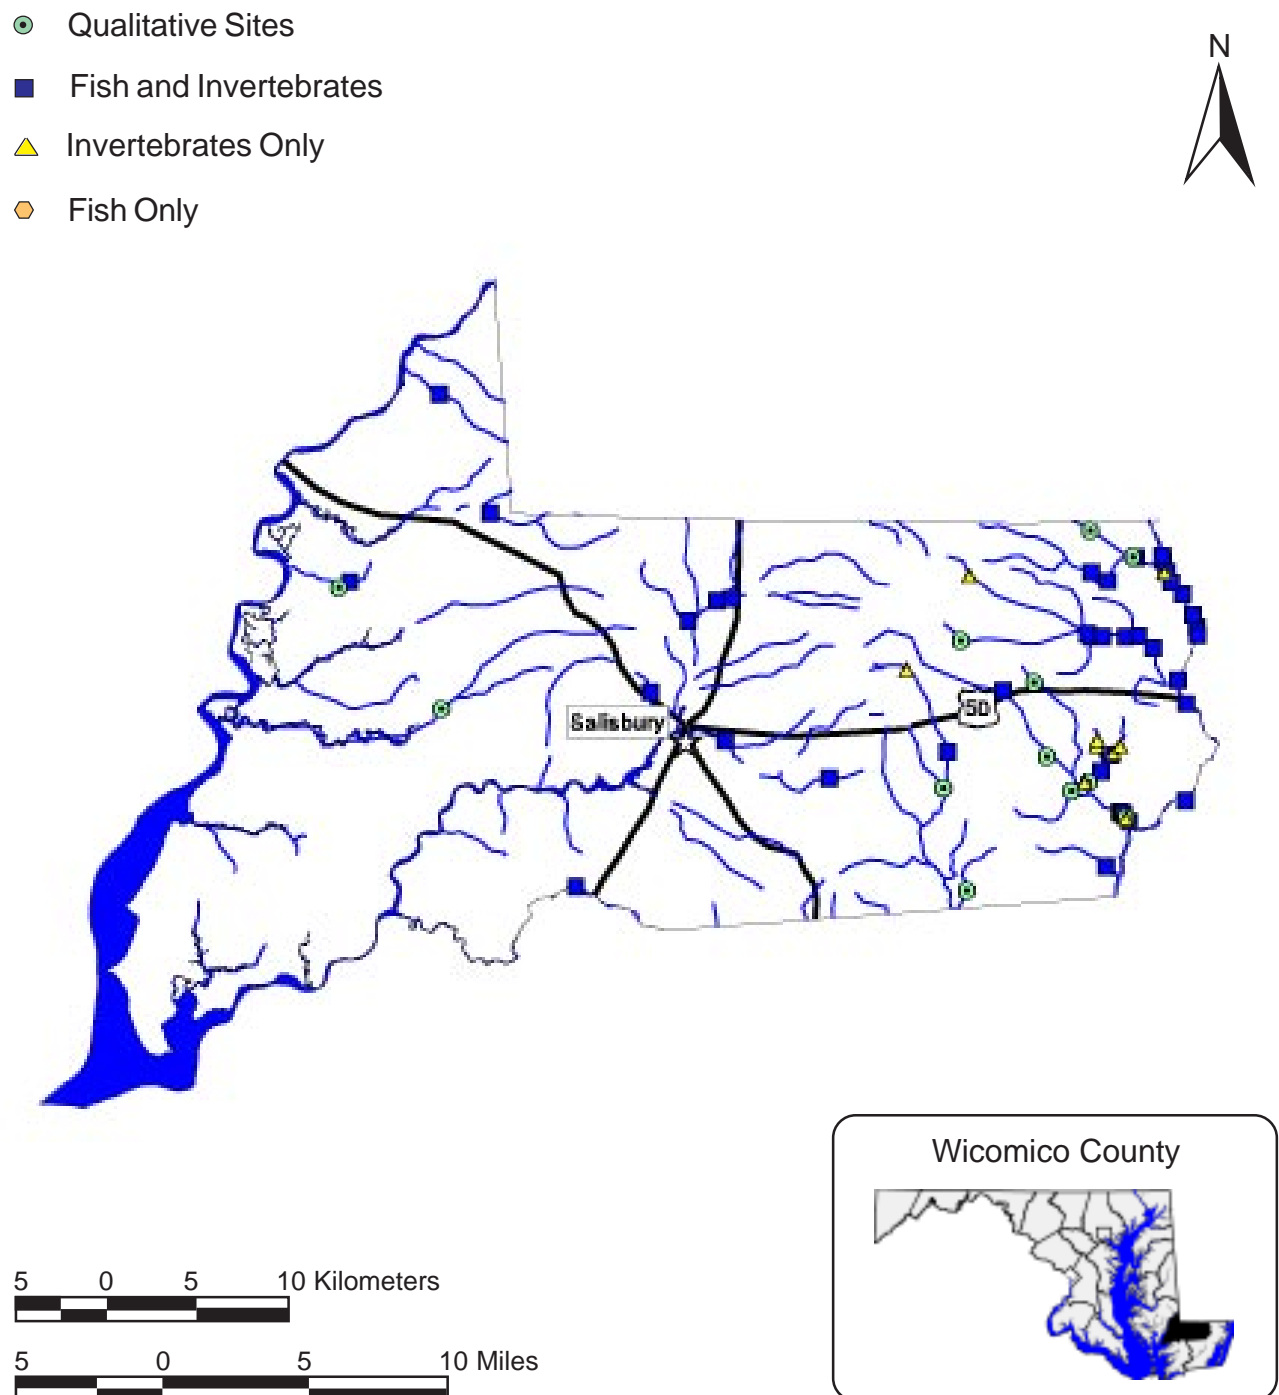 Qualitative Sites
N
Fish and Invertebrates
Invertebrates Only
Fish Only
Salisbury
50
Wicomico County
5 0 5 10 Kilometers
5 0 5 10 Miles